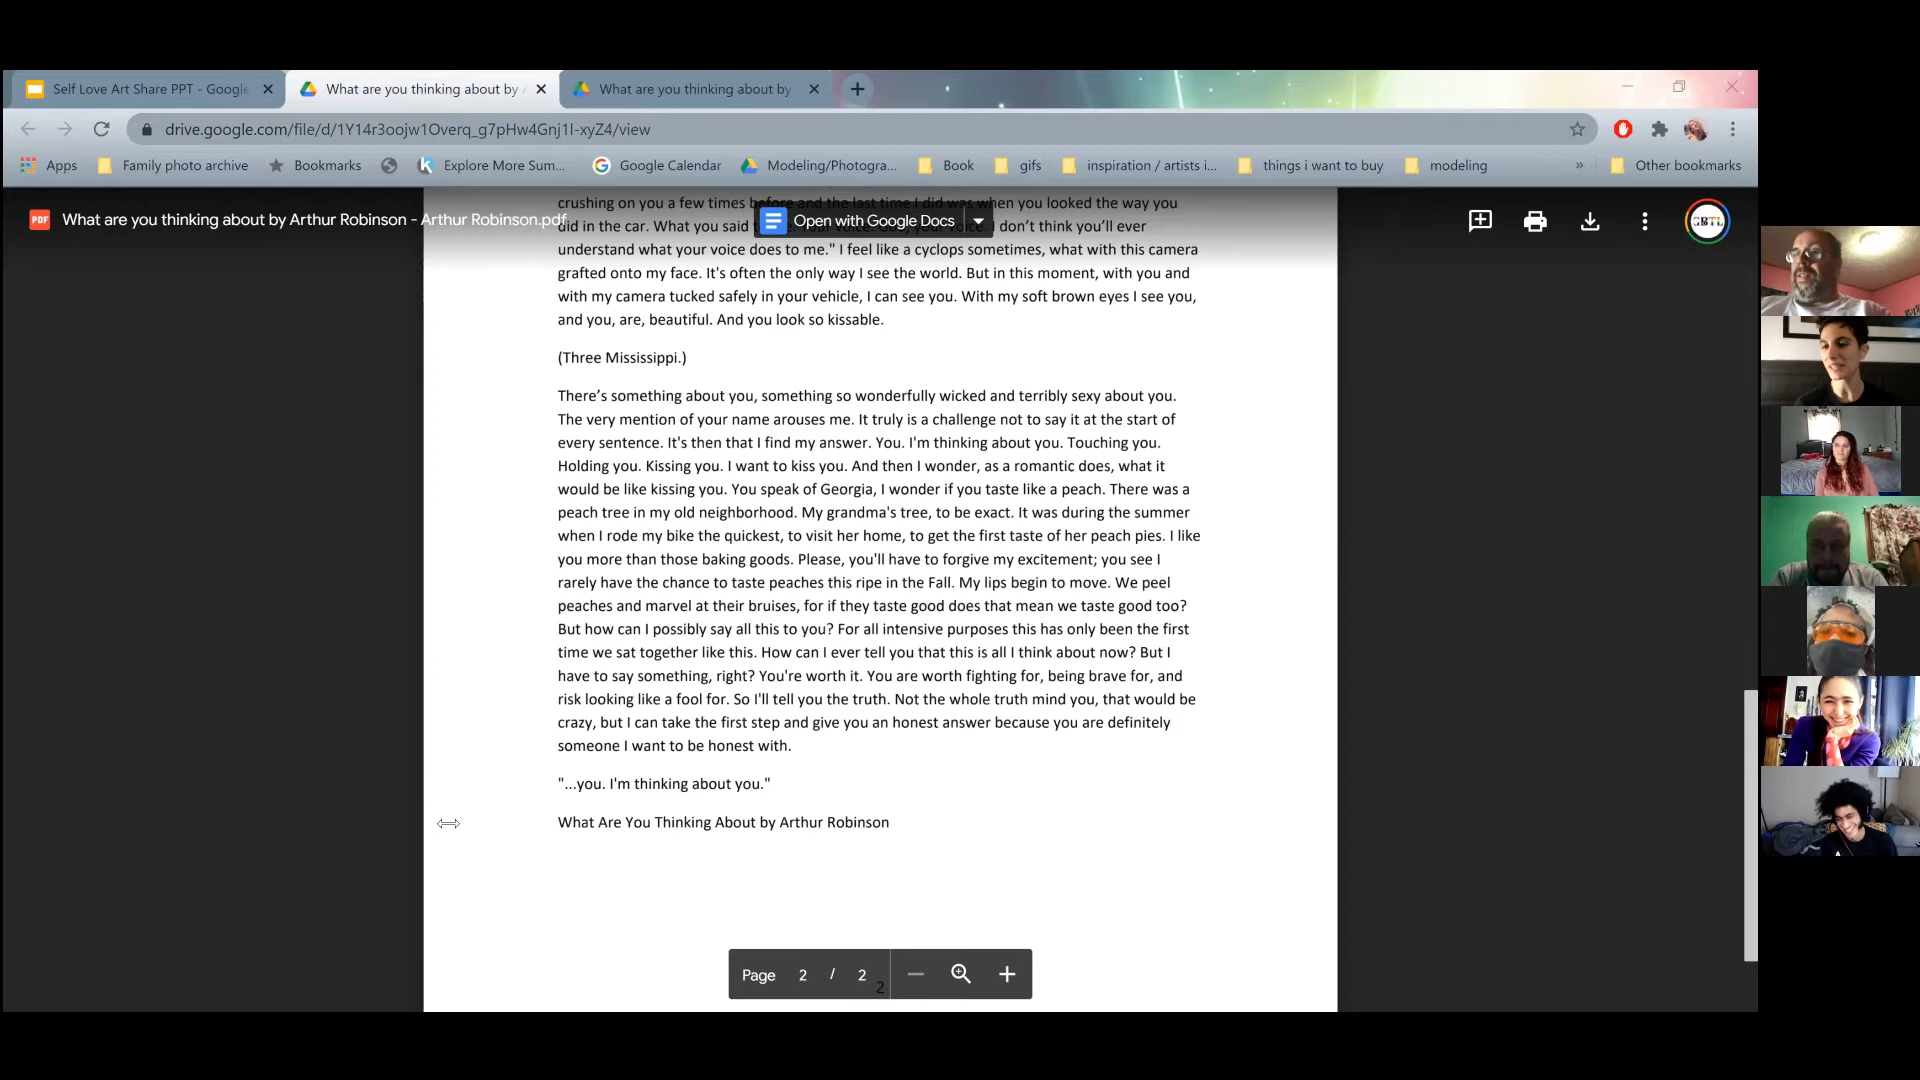 Self Love Art Share PPT - Google
What are you thinking about by
What are you thinking about by
drive.google.com/file/d/1Y14r3oojw1Overq_g7pHw4Gnj1l-xyZ4/view
Apps Family photo archive Bookmarks Explore More Sum... Google Calendar Modeling/Photogra... Book gifs inspiration / artists i... things i want to buy modeling » Other bookmarks
PDF What are you thinking about by Arthur Robinson - Arthur Robinson.pdf Open with Google Docs GBTL
crushing on you a few times before and the last time I did was when you looked the way you
did in the car. What you said your voice. I don’t think you’ll ever
understand what your voice does to me." I feel like a cyclops sometimes, what with this camera
grafted onto my face. It's often the only way I see the world. But in this moment, with you and
with my camera tucked safely in your vehicle, I can see you. With my soft brown eyes I see you,
and you, are, beautiful. And you look so kissable.
(Three Mississippi.)
There’s something about you, something so wonderfully wicked and terribly sexy about you.
The very mention of your name arouses me. It truly is a challenge not to say it at the start of
every sentence. It's then that I find my answer. You. I'm thinking about you. Touching you.
Holding you. Kissing you. I want to kiss you. And then I wonder, as a romantic does, what it
would be like kissing you. You speak of Georgia, I wonder if you taste like a peach. There was a
peach tree in my old neighborhood. My grandma's tree, to be exact. It was during the summer
when I rode my bike the quickest, to visit her home, to get the first taste of her peach pies. I like
you more than those baking goods. Please, you'll have to forgive my excitement; you see I
rarely have the chance to taste peaches this ripe in the Fall. My lips begin to move. We peel
peaches and marvel at their bruises, for if they taste good does that mean we taste good too?
But how can I possibly say all this to you? For all intensive purposes this has only been the first
time we sat together like this. How can I ever tell you that this is all I think about now? But I
have to say something, right? You're worth it. You are worth fighting for, being brave for, and
risk looking like a fool for. So I'll tell you the truth. Not the whole truth mind you, that would be
crazy, but I can take the first step and give you an honest answer because you are definitely
someone I want to be honest with.
"...you. I'm thinking about you."
What Are You Thinking About by Arthur Robinson
Page 2 / 2
2